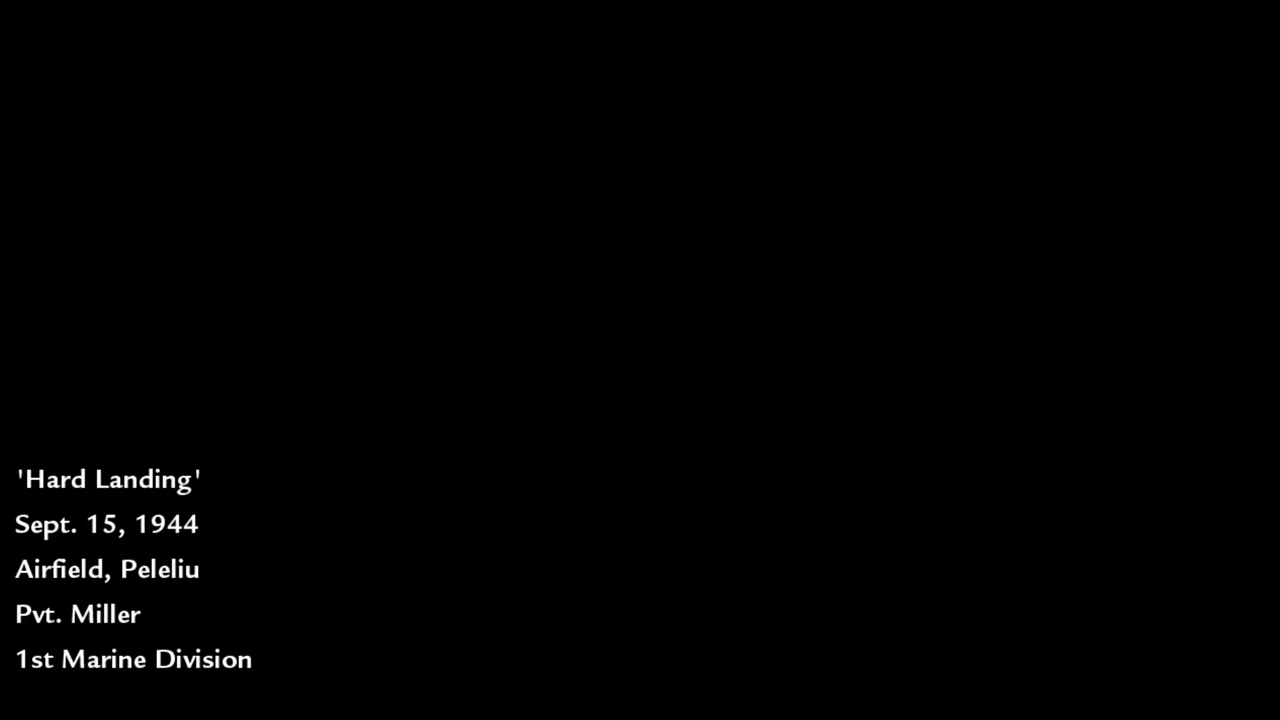 'Hard Landing'
Sept. 15, 1944
Airfield, Peleliu
Pvt. Miller
1st Marine Division